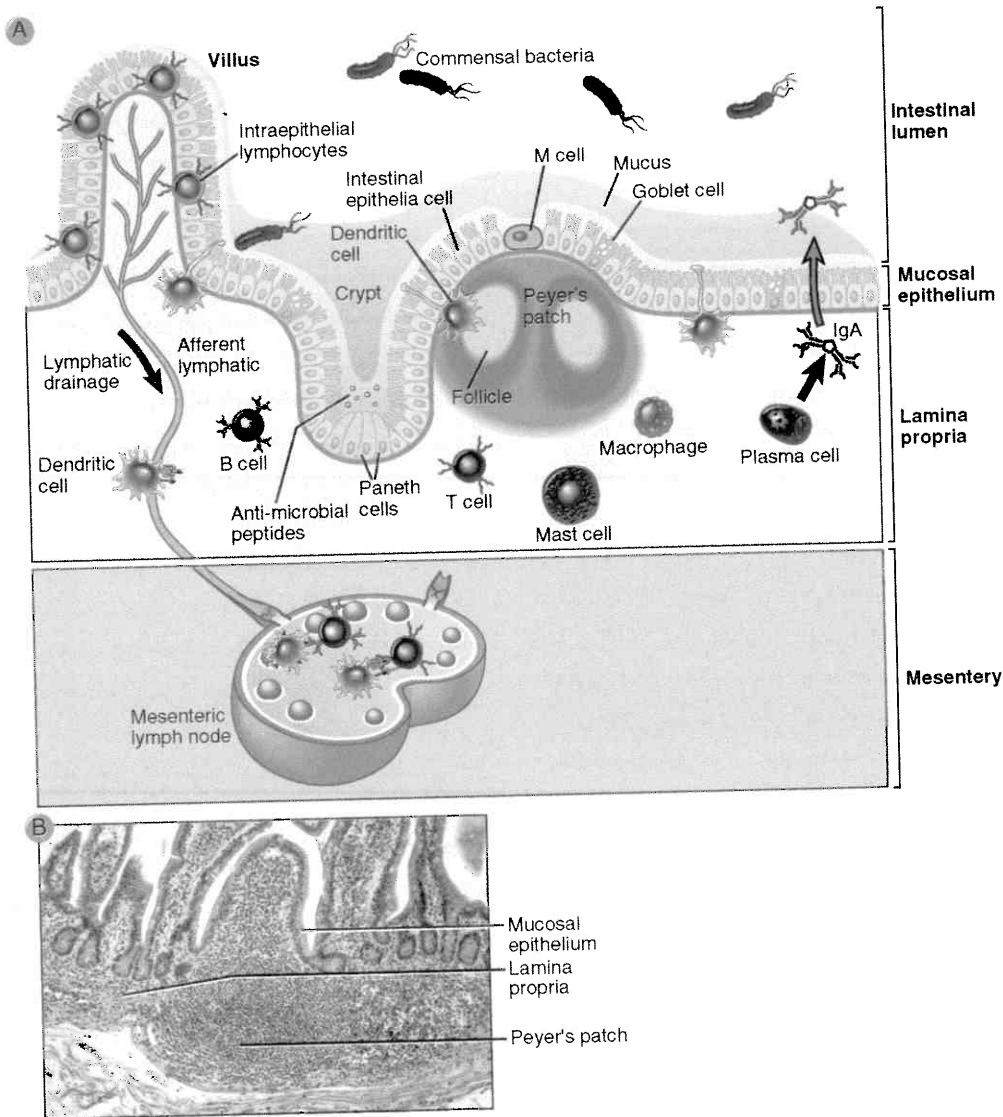 A
Villus
Commensal bacteria
Intestinal
lumen
Intraepithelial
lymphocytes
M cell
Mucus
Intestinal
epithelia cell
Goblet cell
Dendritic
cell
Crypt
Peyer's
patch
Mucosal
epithelium
IgA
Lymphatic
drainage
Afferent
lymphatic
Follicle
Lamina
propria
Macrophage
Plasma cell
Dendritic
cell
B cell
Paneth
cells
T cell
Anti-microbial
peptides
Mast cell
Mesentery
Mesenteric
lymph node
B
Mucosal
epithelium
Lamina
propria
Peyer's patch